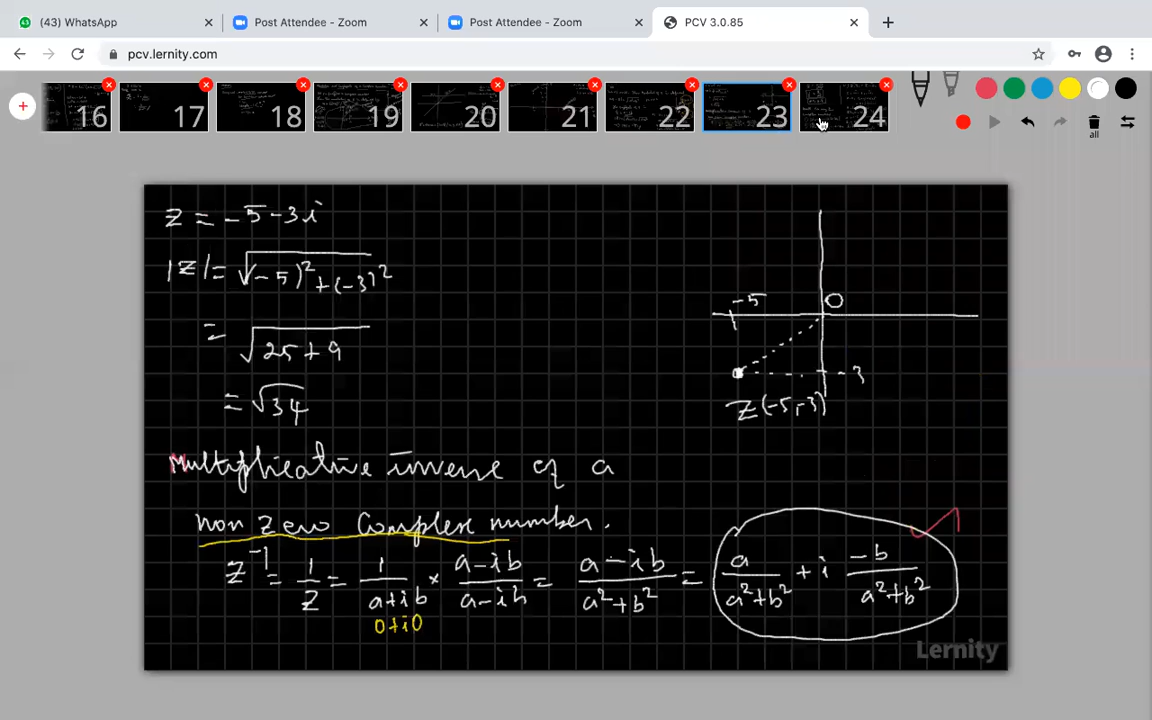 (43) WhatsApp
Post Attendee - Zoom
Post Attendee - Zoom
PCV 3.0.85
pcv.lernity.com
16 17 18 19 20 21 22 23 24
all
z = -5-3i
|z| = √(-5)²+(-3)²
= √25+9
= √34
-5 0
-3
Z(-5,-3)
Multiplicative inverse of a
non zero Complex number.
z⁻¹ = 1/z = 1/(a+ib) × (a-ib)/(a-ib) = (a-ib)/(a²+b²) = a/(a²+b²) + i -b/(a²+b²)
0+i0
Lernity